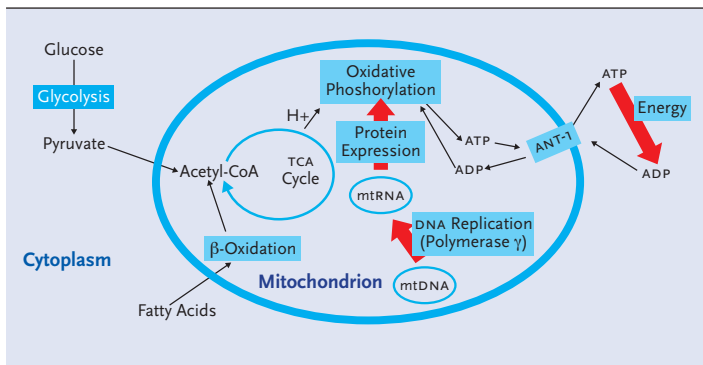 Glucose
Glycolysis
Pyruvate
Acetyl-CoA
TCA
Cycle
H+
Oxidative
Phoshorylation
Protein
Expression
mtRNA
ATP
ADP
ANT-1
ATP
Energy
ADP
DNA Replication
(Polymerase γ)
mtDNA
β-Oxidation
Cytoplasm
Mitochondrion
Fatty Acids